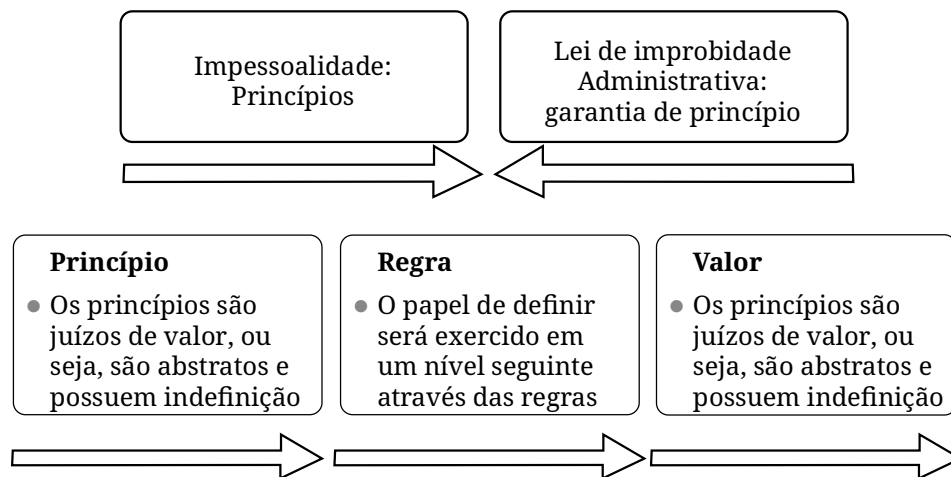 Impessoalidade:
Princípios
Lei de improbidade
Administrativa:
garantia de princípio
Princípio
Os princípios são
juízos de valor, ou
seja, são abstratos e
possuem indefinição
Regra
O papel de definir
será exercido em
um nível seguinte
através das regras
Valor
Os princípios são
juízos de valor, ou
seja, são abstratos e
possuem indefinição